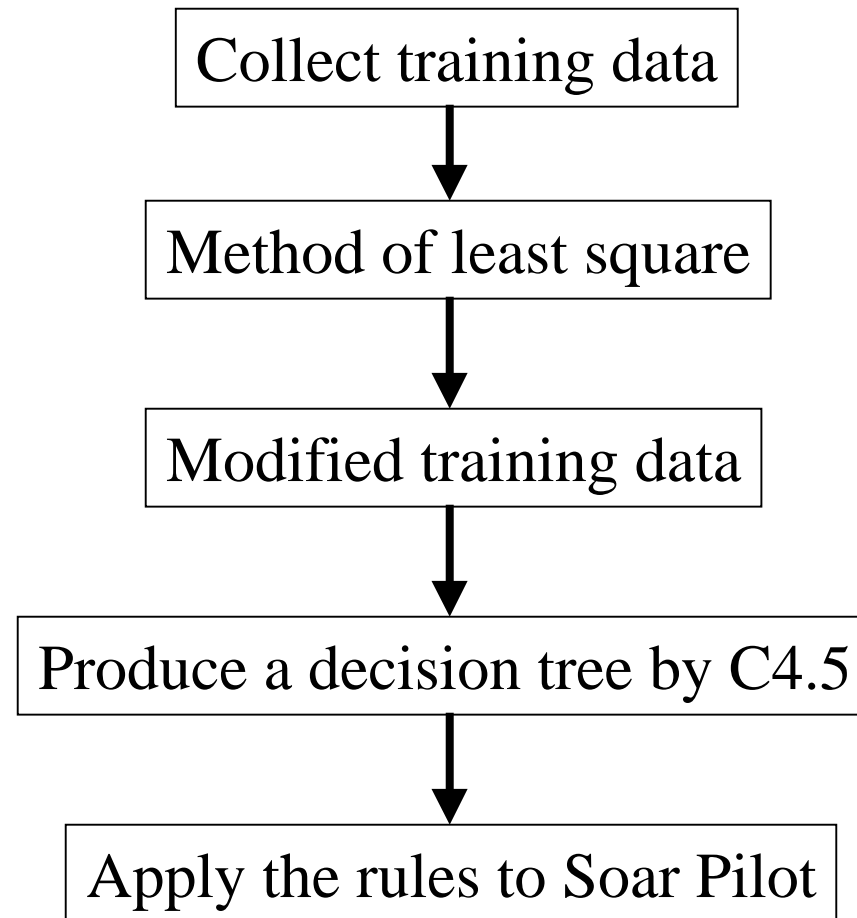 Collect training data
Method of least square
Modified training data
Produce a decision tree by C4.5
Apply the rules to Soar Pilot